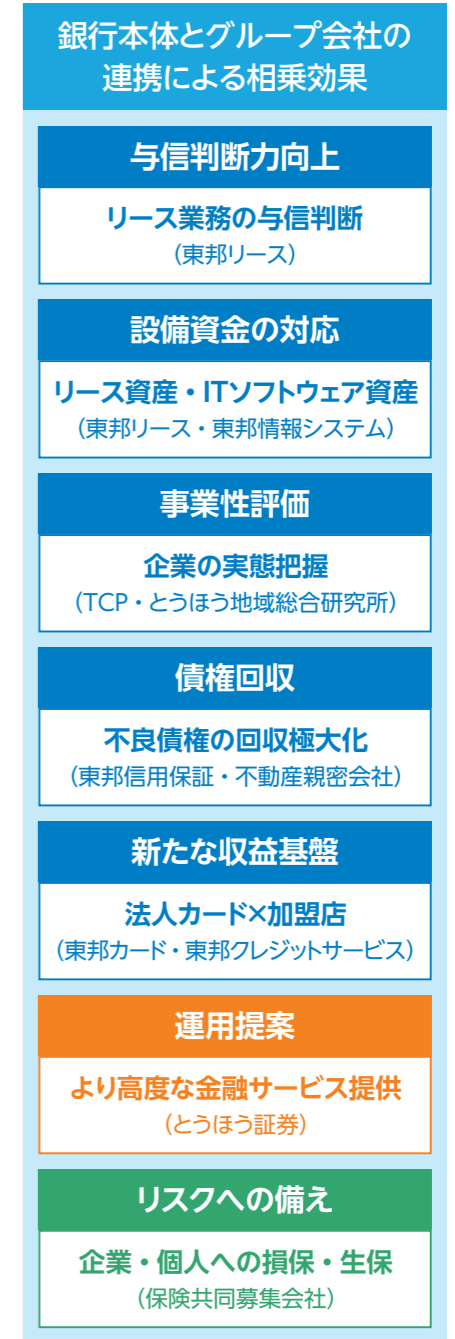 銀行本体とグループ会社の
連携による相乗効果
与信判断力向上
リース業務の与信判断
（東邦リース）
設備資金の対応
リース資産・ITソフトウェア資産
（東邦リース・東邦情報システム）
事業性評価
企業の実態把握
（TCP・とうほう地域総合研究所）
債権回収
不良債権の回収極大化
（東邦信用保証・不動産親密会社）
新たな収益基盤
法人カード×加盟店
（東邦カード・東邦クレジットサービス）
運用提案
より高度な金融サービス提供
（とうほう証券）
リスクへの備え
企業・個人への損保・生保
（保険共同募集会社）